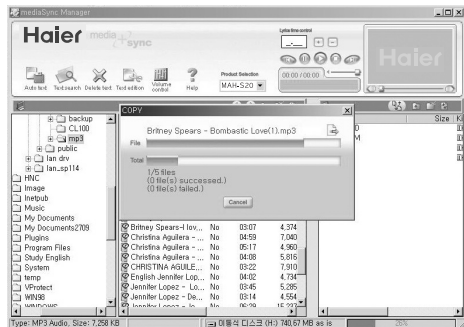 mediaSync Manager
Haier media sync
Lyrics time control
Haier
Auto text Text search Delete text Text edition Volume control Help
Product Selection
MAH-S20
00:00 / 00:00
COPY
Size
backup
CL100
mp3
public
lan drv
lan_sp114
HNC
Image
Inetpub
Music
My Documents
My Documents2709
Plugins
Program Files
Study English
System
temp
VProtect
WIN98
WINDOWS
Britney Spears - Bombastic Love(1).mp3
File
Total
1/5 files
(0 file(s) successed.)
(0 file(s) failed.)
Cancel
Britney Spears-I lov... No 03:07 4,374
Christina Aguilera - ... No 04:59 7,040
Christina Aguilera - ... No 05:17 4,960
Christina Aguilera - ... No 04:08 5,816
CHRISTINA AGUILE... No 03:22 7,910
English Jennifer Lop... No 04:02 4,734
Jennifer Lopez - Lo... No 03:45 5,285
Jennifer Lopez - De... No 03:14 4,554
Type: MP3 Audio, Size: 7,258 KB
이동식 디스크 (H:) 740,67 MB as is
26%